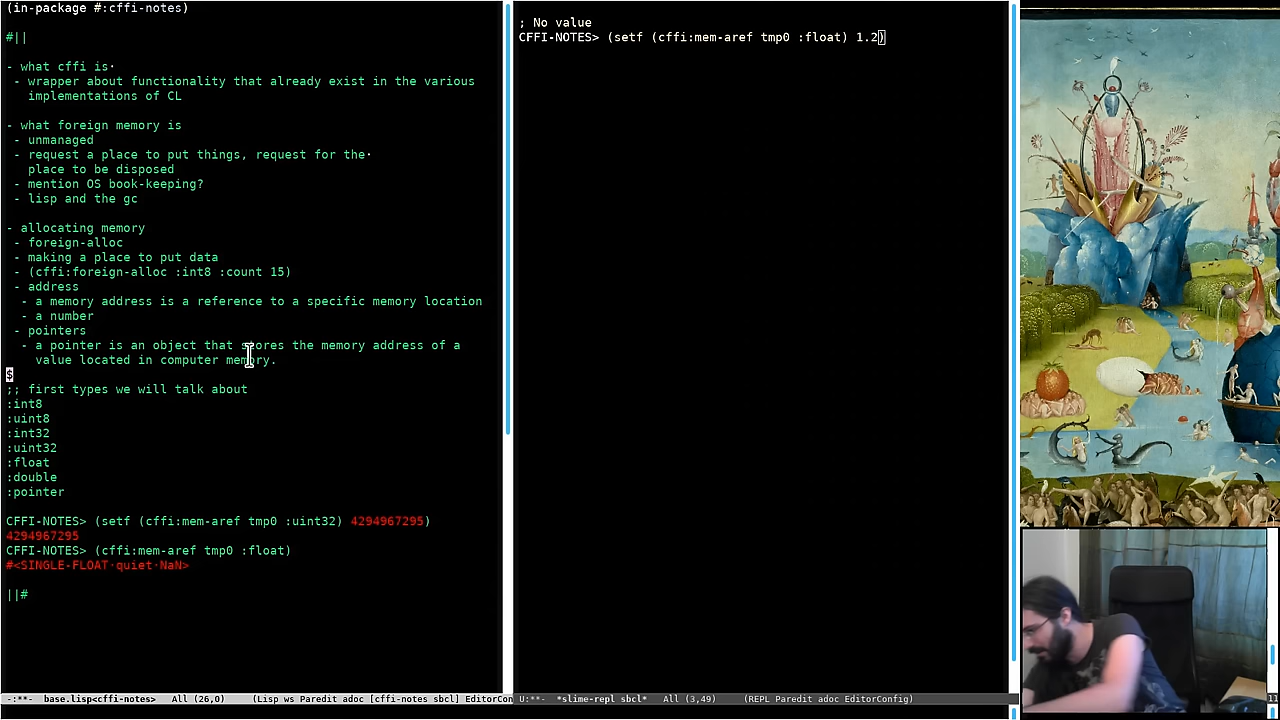 (in-package #:cffi-notes)
#||
- what cffi is·
- wrapper about functionality that already exist in the various
implementations of CL
- what foreign memory is
- unmanaged
- request a place to put things, request for the·
place to be disposed
- mention OS book-keeping?
- lisp and the gc
- allocating memory
- foreign-alloc
- making a place to put data
- (cffi:foreign-alloc :int8 :count 15)
- address
- a memory address is a reference to a specific memory location
- a number
- pointers
- a pointer is an object that stores the memory address of a
value located in computer memory.
$
;; first types we will talk about
:int8
:uint8
:int32
:uint32
:float
:double
:pointer
CFFI-NOTES> (setf (cffi:mem-aref tmp0 :uint32) 4294967295)
4294967295
CFFI-NOTES> (cffi:mem-aref tmp0 :float)
#<SINGLE-FLOAT·quiet·NaN>
||#
-:**- base.lisp<cffi-notes> All (26,0) (Lisp ws Paredit adoc [cffi-notes sbcl] EditorCon
; No value
CFFI-NOTES> (setf (cffi:mem-aref tmp0 :float) 1.2)
U:**- *slime-repl sbcl* All (3,49) (REPL Paredit adoc EditorConfig)